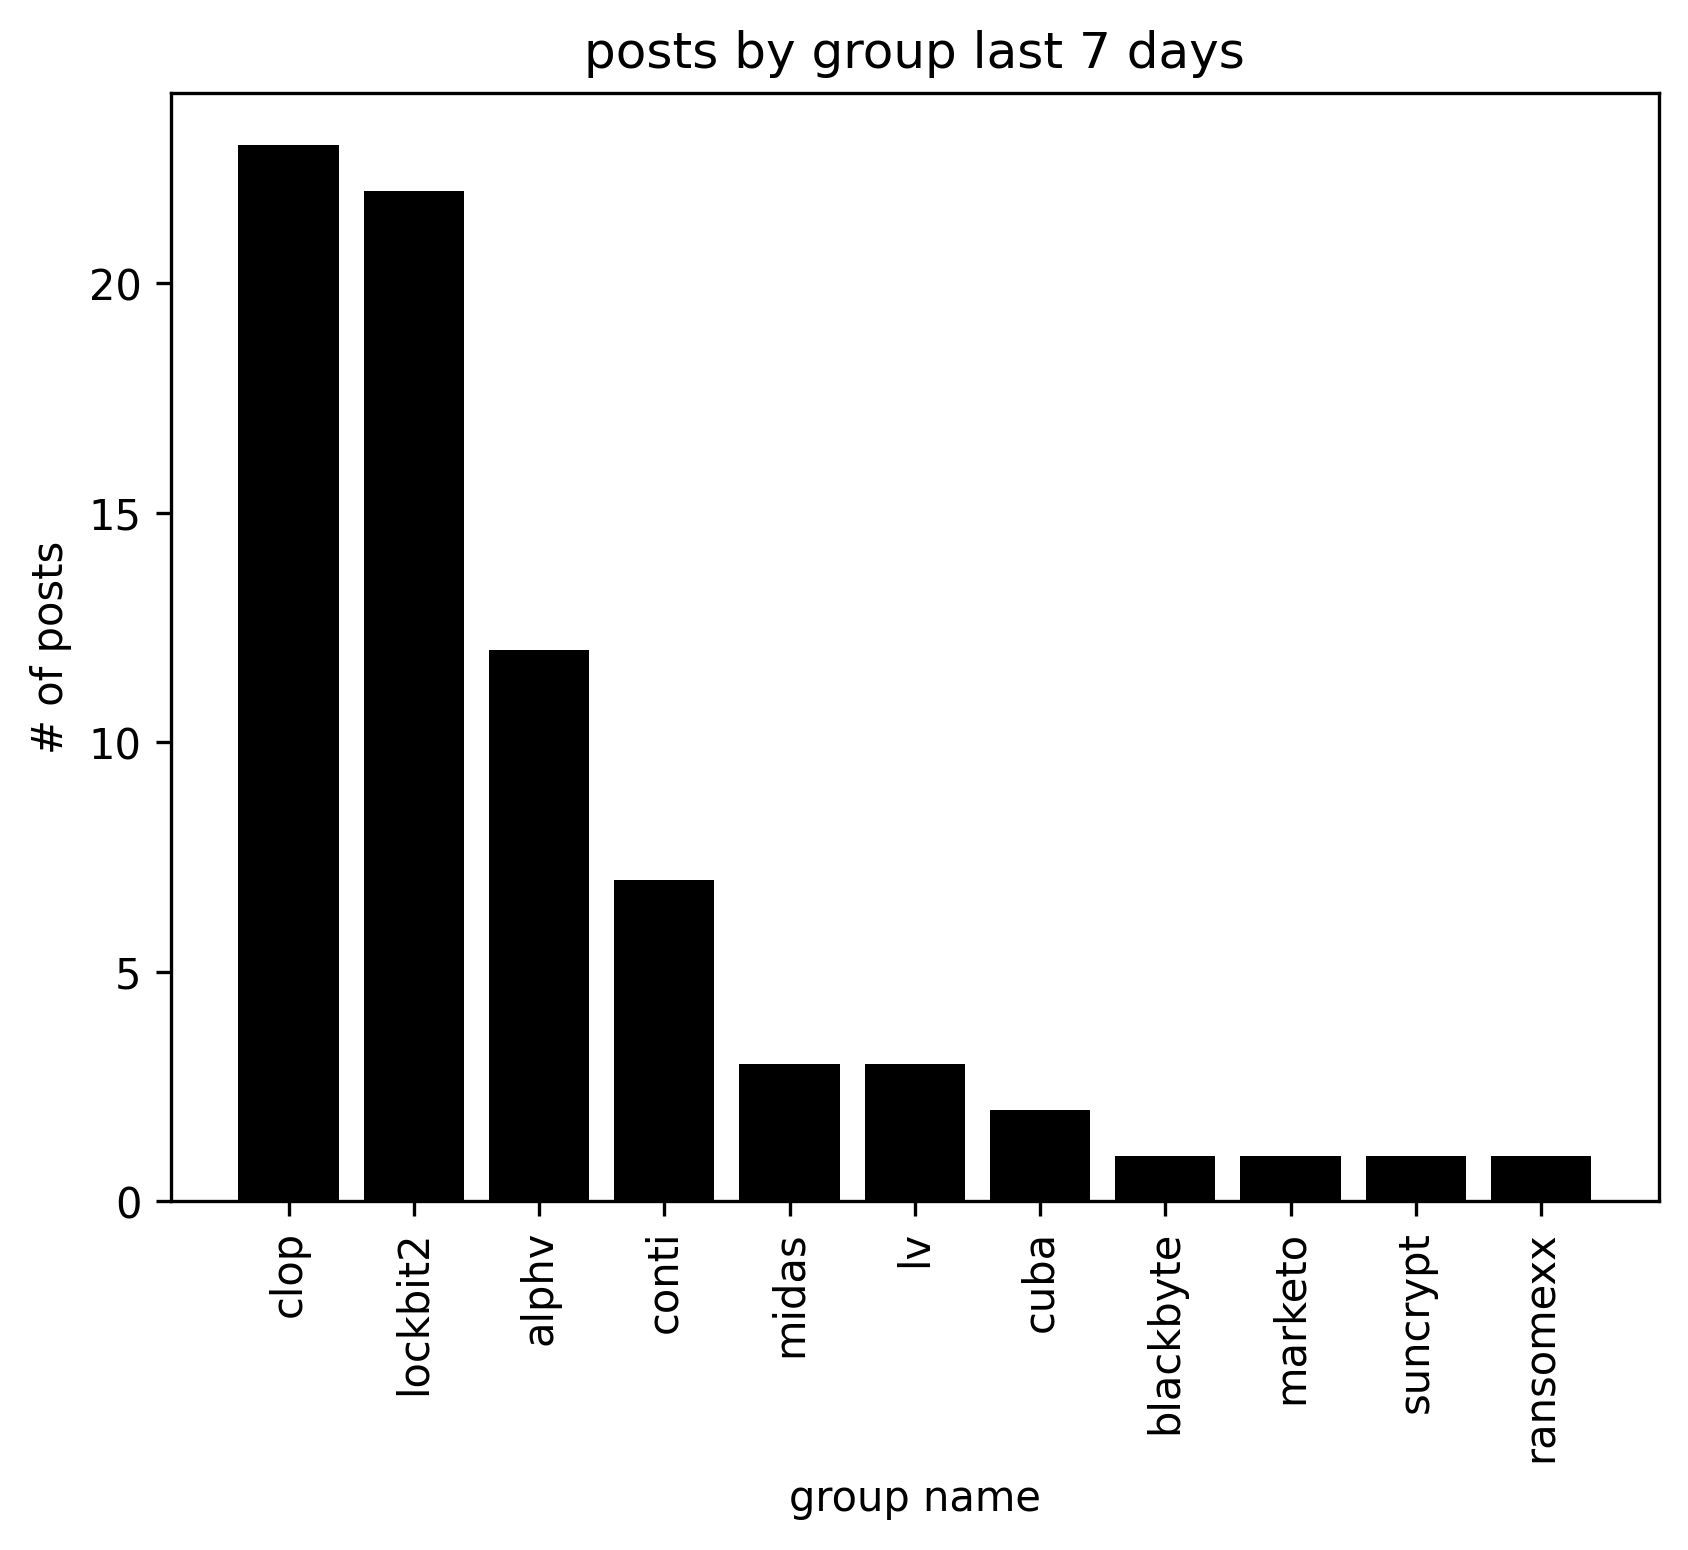 posts by group last 7 days
# of posts
20
15
10
5
0
clop
lockbit2
alphv
conti
midas
lv
cuba
blackbyte
marketo
suncrypt
ransomexx
group name